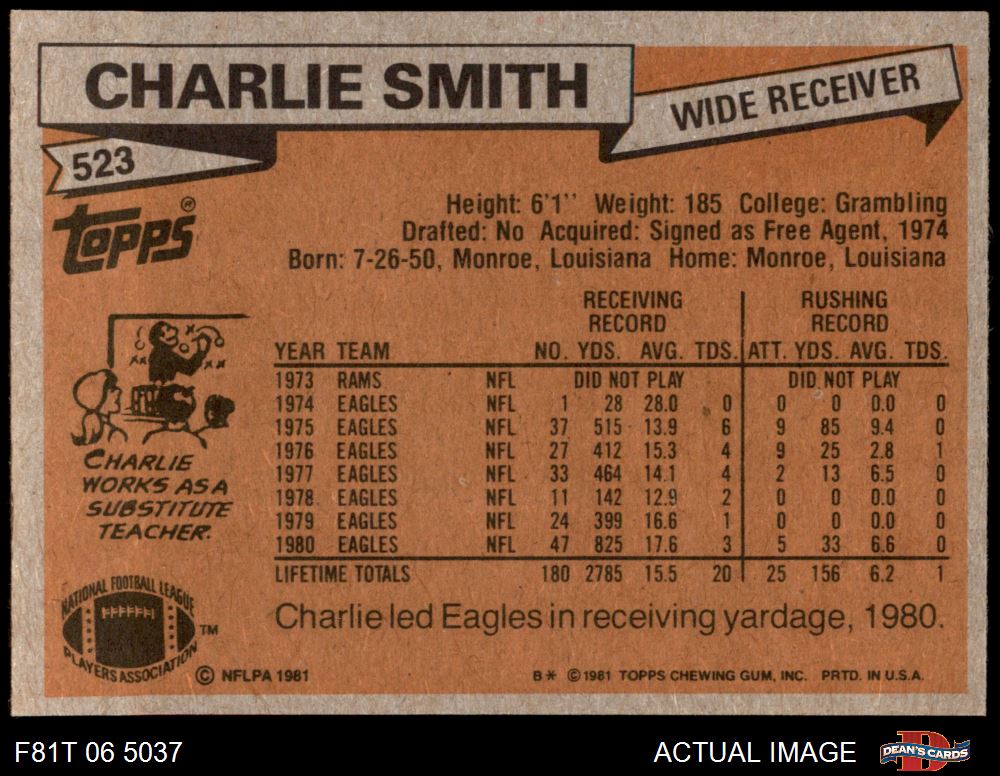 CHARLIE SMITH
WIDE RECEIVER
523
TOPPS®
Height: 6'1'' Weight: 185 College: Grambling
Drafted: No Acquired: Signed as Free Agent, 1974
Born: 7-26-50, Monroe, Louisiana Home: Monroe, Louisiana
RECEIVING RECORD RUSHING RECORD
YEAR TEAM NO. YDS. AVG. TDS. ATT. YDS. AVG. TDS.
1973 RAMS NFL DID NOT PLAY DID NOT PLAY
1974 EAGLES NFL 1 28 28.0 0 0 0 0.0 0
1975 EAGLES NFL 37 515 13.9 6 9 85 9.4 0
1976 EAGLES NFL 27 412 15.3 4 9 25 2.8 1
1977 EAGLES NFL 33 464 14.1 4 2 13 6.5 0
1978 EAGLES NFL 11 142 12.9 2 0 0 0.0 0
1979 EAGLES NFL 24 399 16.6 1 0 0 0.0 0
1980 EAGLES NFL 47 825 17.6 3 5 33 6.6 0
LIFETIME TOTALS 180 2785 15.5 20 25 156 6.2 1
Charlie led Eagles in receiving yardage, 1980.
CHARLIE
WORKS AS A
SUBSTITUTE
TEACHER.
NATIONAL FOOTBALL LEAGUE
PLAYERS ASSOCIATION
TM
© NFLPA 1981
B* © 1981 TOPPS CHEWING GUM, INC. PRTD. IN U.S.A.
F81T 06 5037
ACTUAL IMAGE
D
DEAN'S CARDS